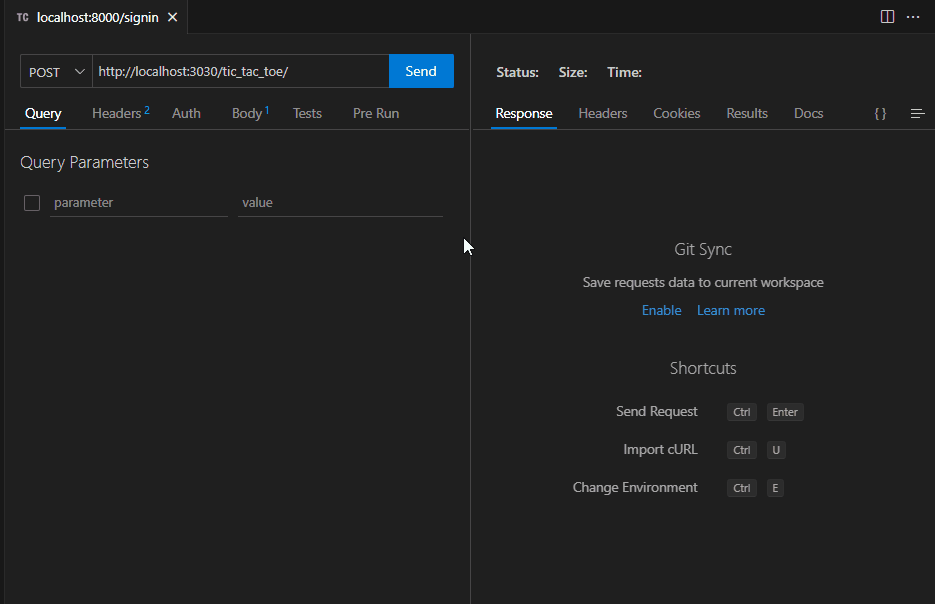 TC localhost:8000/signin
POST http://localhost:3030/tic_tac_toe/ Send
Query Headers 2 Auth Body 1 Tests Pre Run
Query Parameters
parameter value
Status: Size: Time:
Response Headers Cookies Results Docs { }
Git Sync
Save requests data to current workspace
Enable Learn more
Shortcuts
Send Request Ctrl Enter
Import cURL Ctrl U
Change Environment Ctrl E